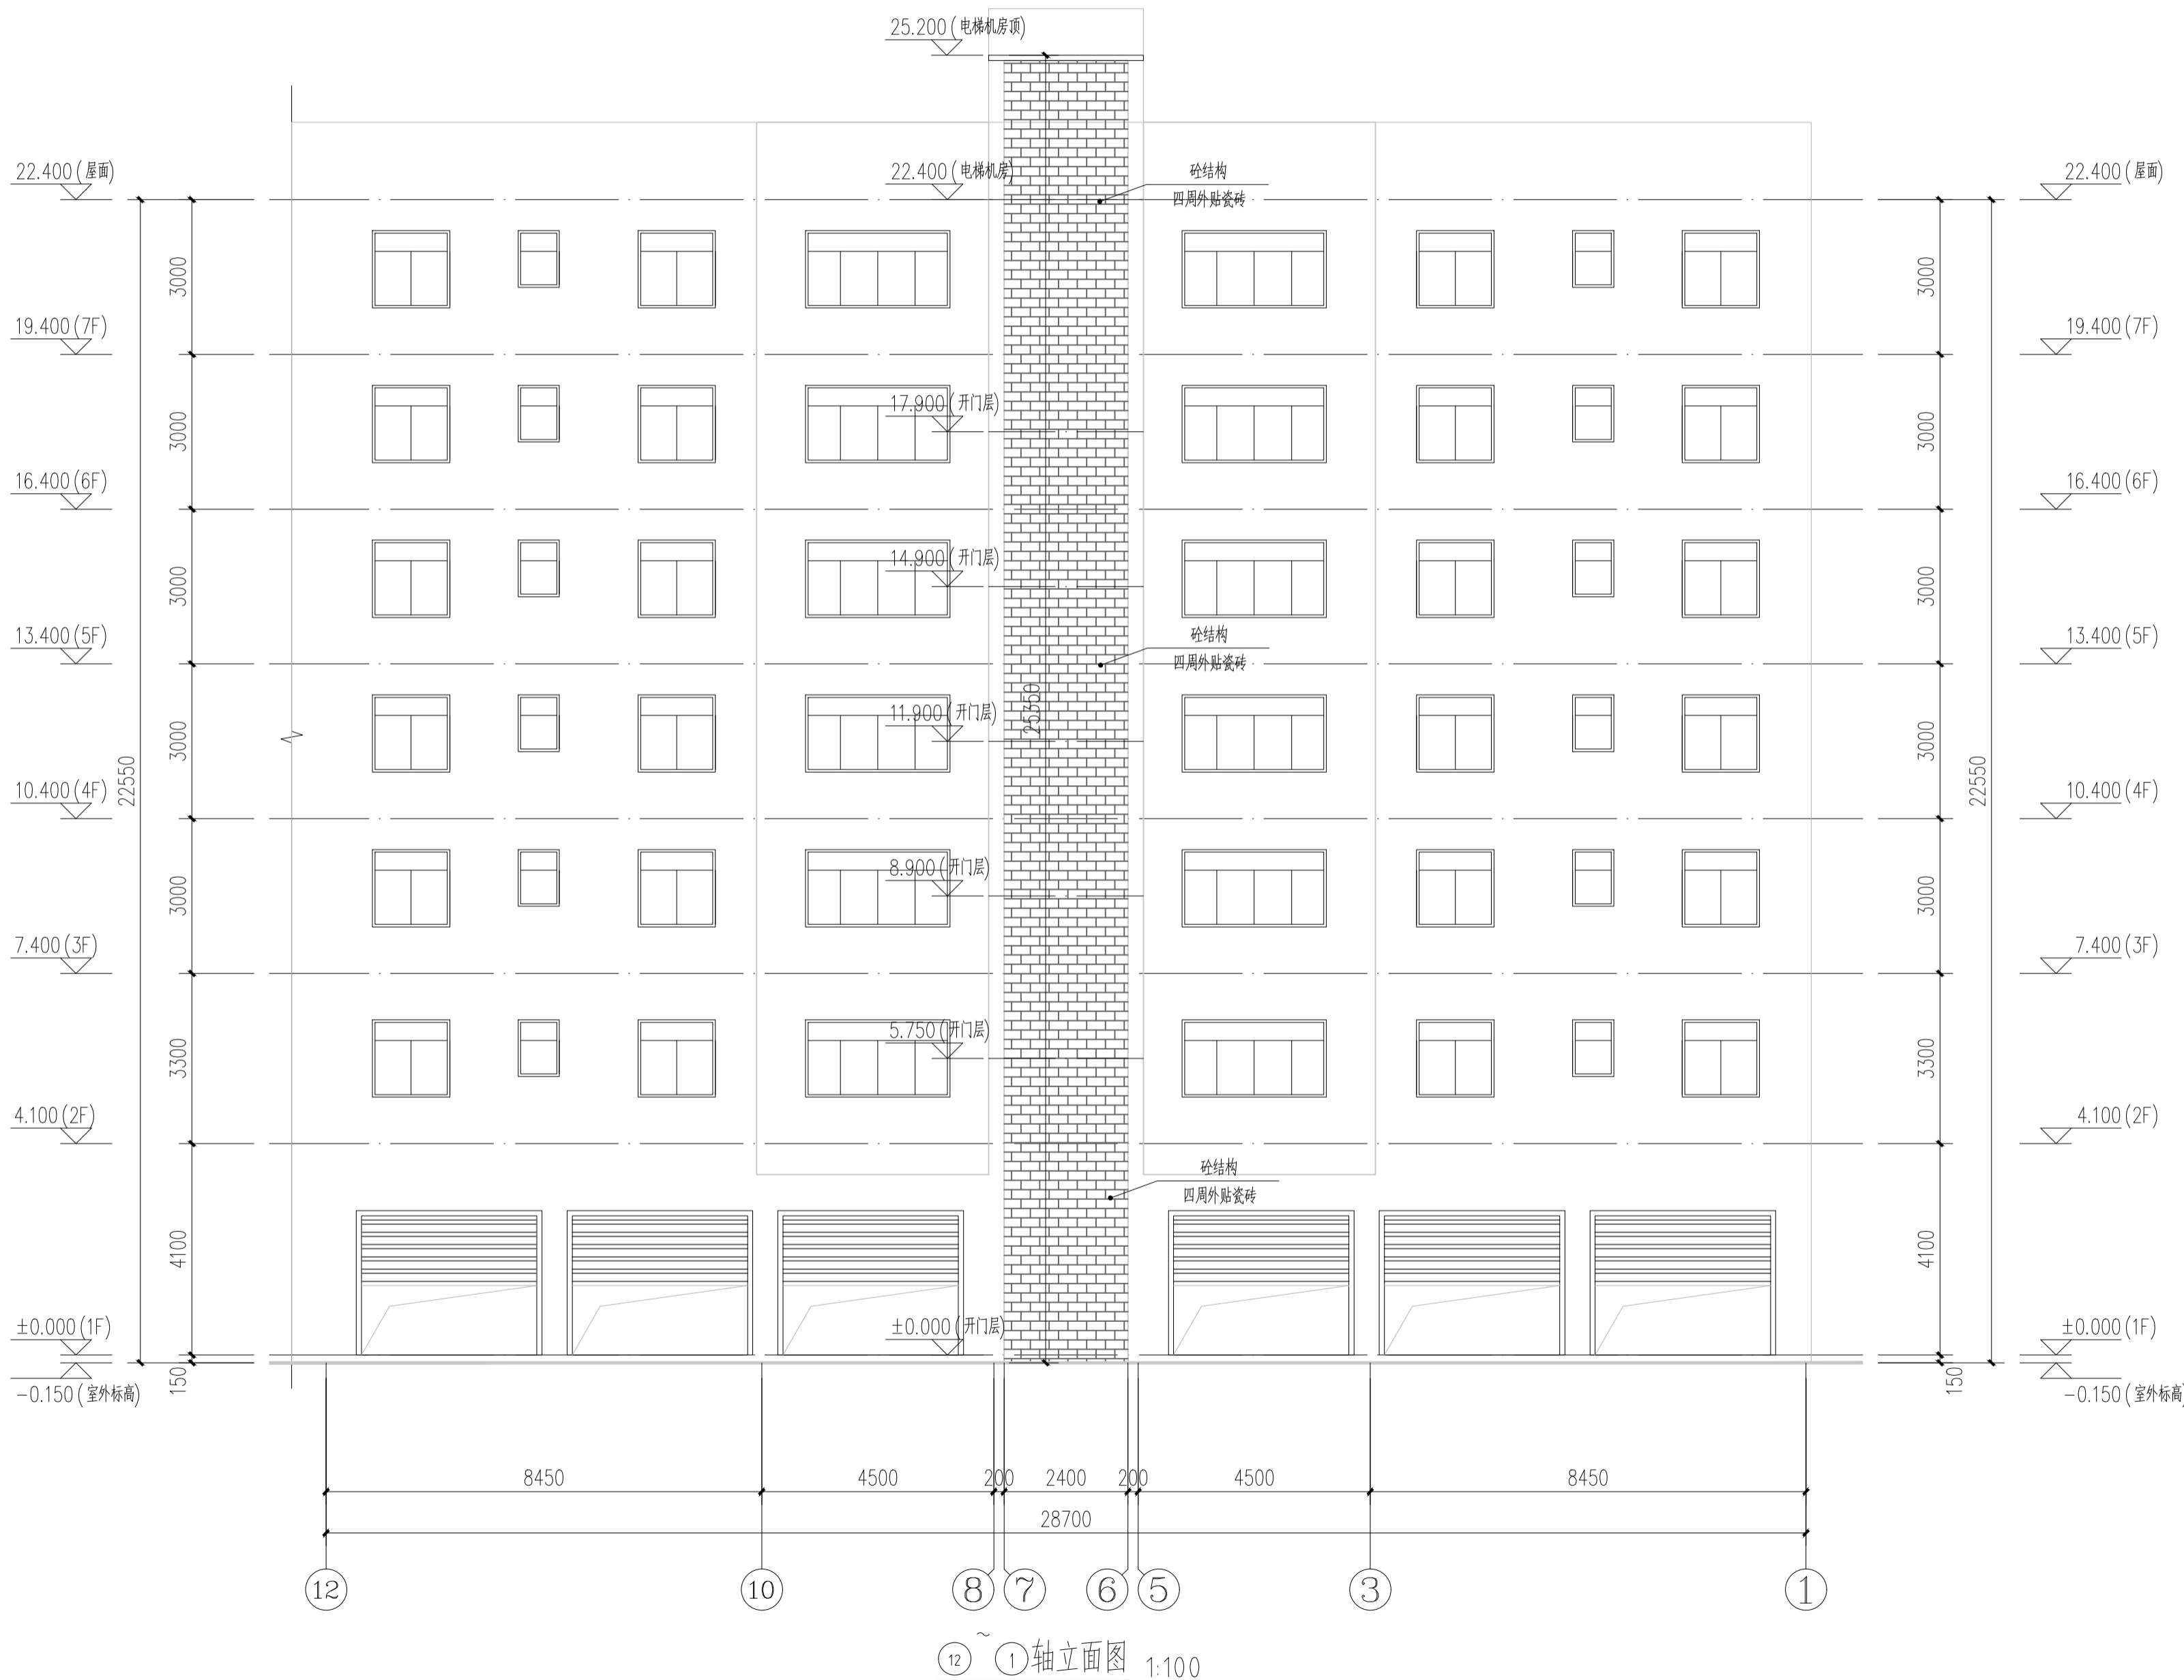 25.200(电梯机房顶)
22.400(屋面)
22.400(电梯机房)
砼结构
四周外贴瓷砖
22.400(屋面)
3000
3000
19.400(7F)
19.400(7F)
17.900(开门层)
3000
3000
16.400(6F)
16.400(6F)
14.900(开门层)
3000
3000
13.400(5F)
砼结构
四周外贴瓷砖
13.400(5F)
25350
11.900(开门层)
3000
3000
22550
22550
10.400(4F)
10.400(4F)
8.900(开门层)
3000
3000
7.400(3F)
7.400(3F)
5.750(开门层)
3300
3300
4.100(2F)
4.100(2F)
砼结构
四周外贴瓷砖
4100
4100
±0.000(1F)
±0.000(开门层)
±0.000(1F)
150
150
-0.150(室外标高)
-0.150(室外标高)
8450 4500 200 2400 200 4500 8450
28700
12 10 8 7 6 5 3 1
12 ~ 1 轴立面图 1:100